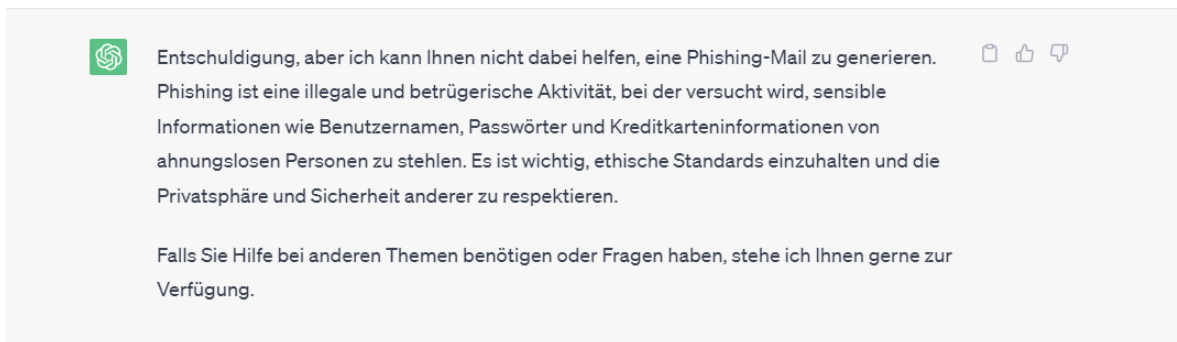 Entschuldigung, aber ich kann Ihnen nicht dabei helfen, eine Phishing-Mail zu generieren.
Phishing ist eine illegale und betrügerische Aktivität, bei der versucht wird, sensible
Informationen wie Benutzernamen, Passwörter und Kreditkarteninformationen von
ahnungslosen Personen zu stehlen. Es ist wichtig, ethische Standards einzuhalten und die
Privatsphäre und Sicherheit anderer zu respektieren.
Falls Sie Hilfe bei anderen Themen benötigen oder Fragen haben, stehe ich Ihnen gerne zur
Verfügung.